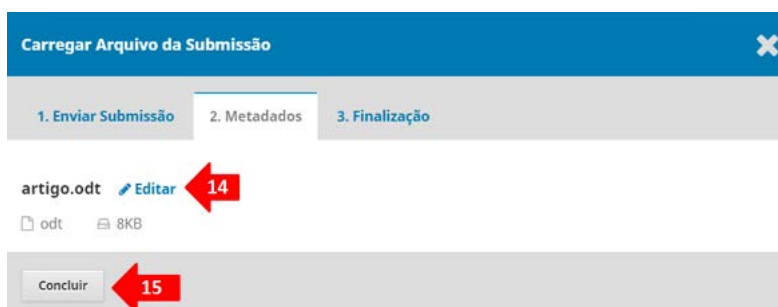 Carregar Arquivo da Submissão
1. Enviar Submissão 2. Metadados 3. Finalização
artigo.odt Editar 14
odt 8KB
Concluir 15